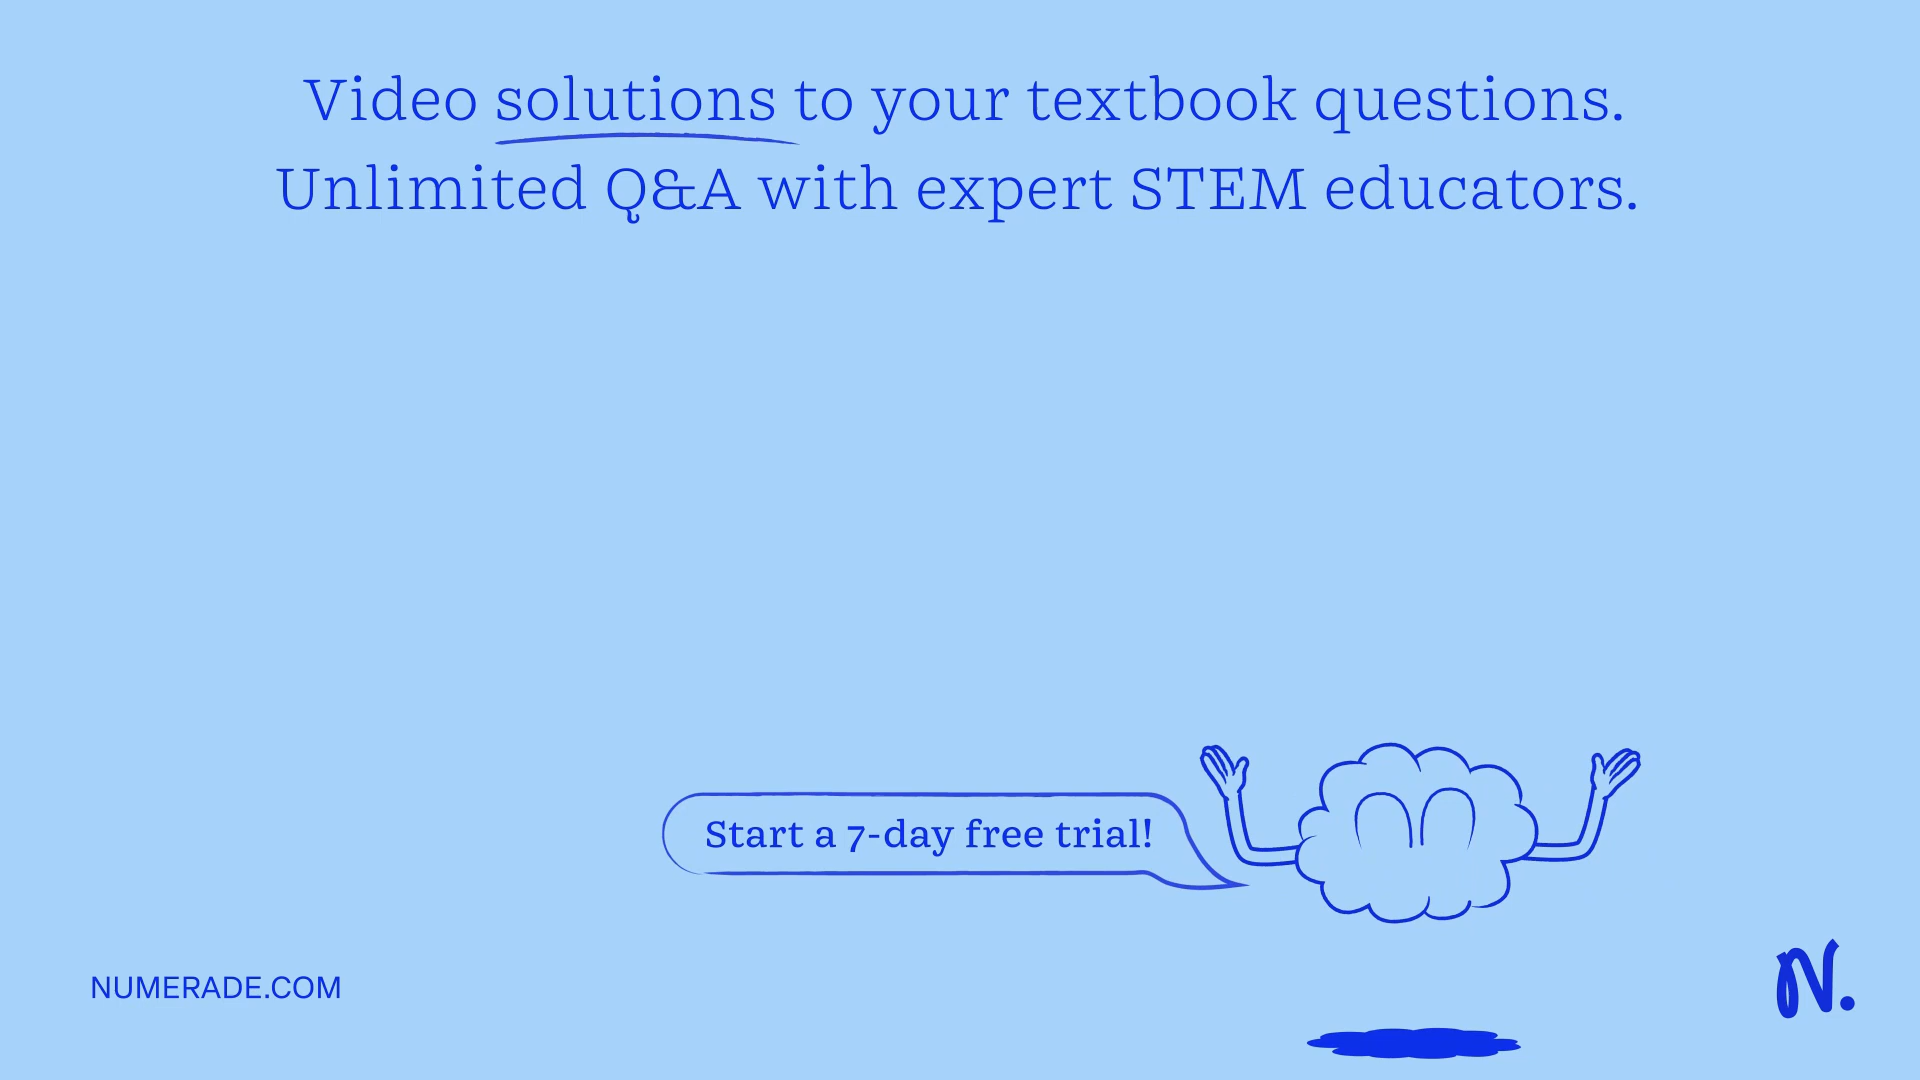 Video solutions to your textbook questions.
Unlimited Q&A with expert STEM educators.
Start a 7-day free trial!
NUMERADE.COM
N.